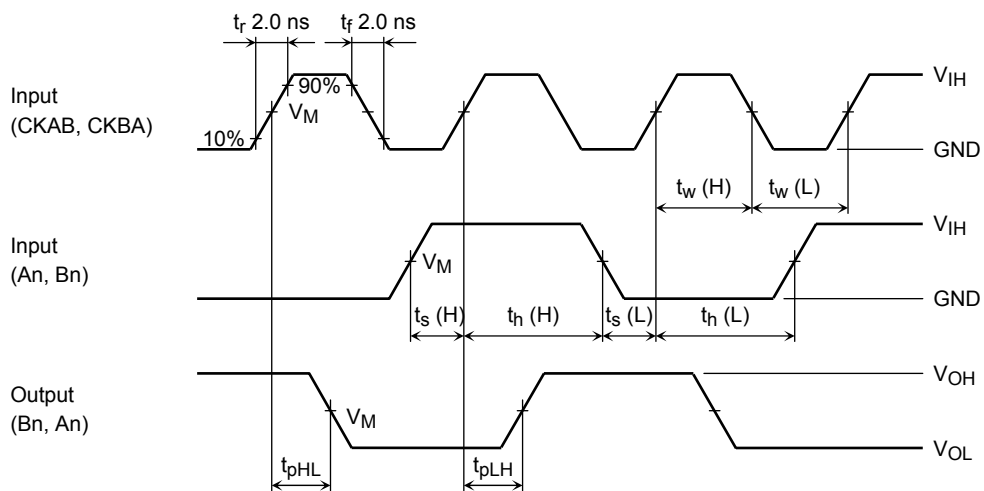 tr 2.0 ns tf 2.0 ns
Input
(CKAB, CKBA)
10%
90%
VM
VIH
GND
tw (H) tw (L)
Input
(An, Bn)
VM
VIH
GND
ts (H) th (H) ts (L) th (L)
Output
(Bn, An)
VM
VOH
VOL
tpHL tpLH